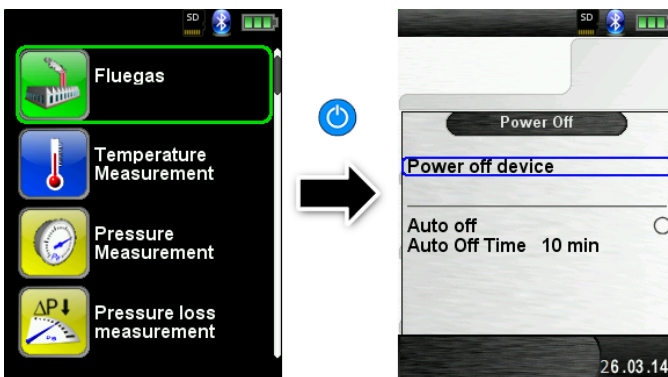 SD
Fluegas
Temperature
Measurement
Pressure
Measurement
ΔP
Pressure loss
measurement
SD
Power Off
Power off device
Auto off
Auto Off Time 10 min
26.03.14